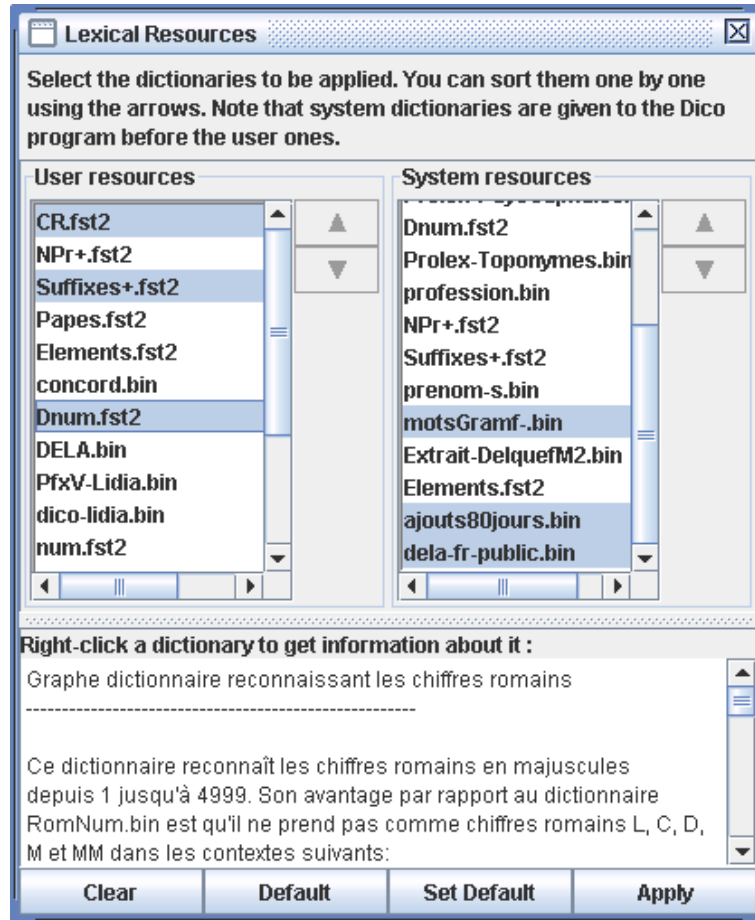 Lexical Resources
Select the dictionaries to be applied. You can sort them one by one
using the arrows. Note that system dictionaries are given to the Dico
program before the user ones.
User resources
CR.fst2
NPr+.fst2
Suffixes+.fst2
Papes.fst2
Elements.fst2
concord.bin
Dnum.fst2
DELA.bin
PfxV-Lidia.bin
dico-lidia.bin
num.fst2
System resources
Dnum.fst2
Prolex-Toponymes.bin
profession.bin
NPr+.fst2
Suffixes+.fst2
prenom-s.bin
motsGramf-.bin
Extrait-DelquefM2.bin
Elements.fst2
ajouts80jours.bin
dela-fr-public.bin
Right-click a dictionary to get information about it :
Graphe dictionnaire reconnaissant les chiffres romains
------------------------------------------------------
Ce dictionnaire reconnaît les chiffres romains en majuscules
depuis 1 jusqu'à 4999. Son avantage par rapport au dictionnaire
RomNum.bin est qu'il ne prend pas comme chiffres romains L, C, D,
M et MM dans les contextes suivants:
Clear
Default
Set Default
Apply